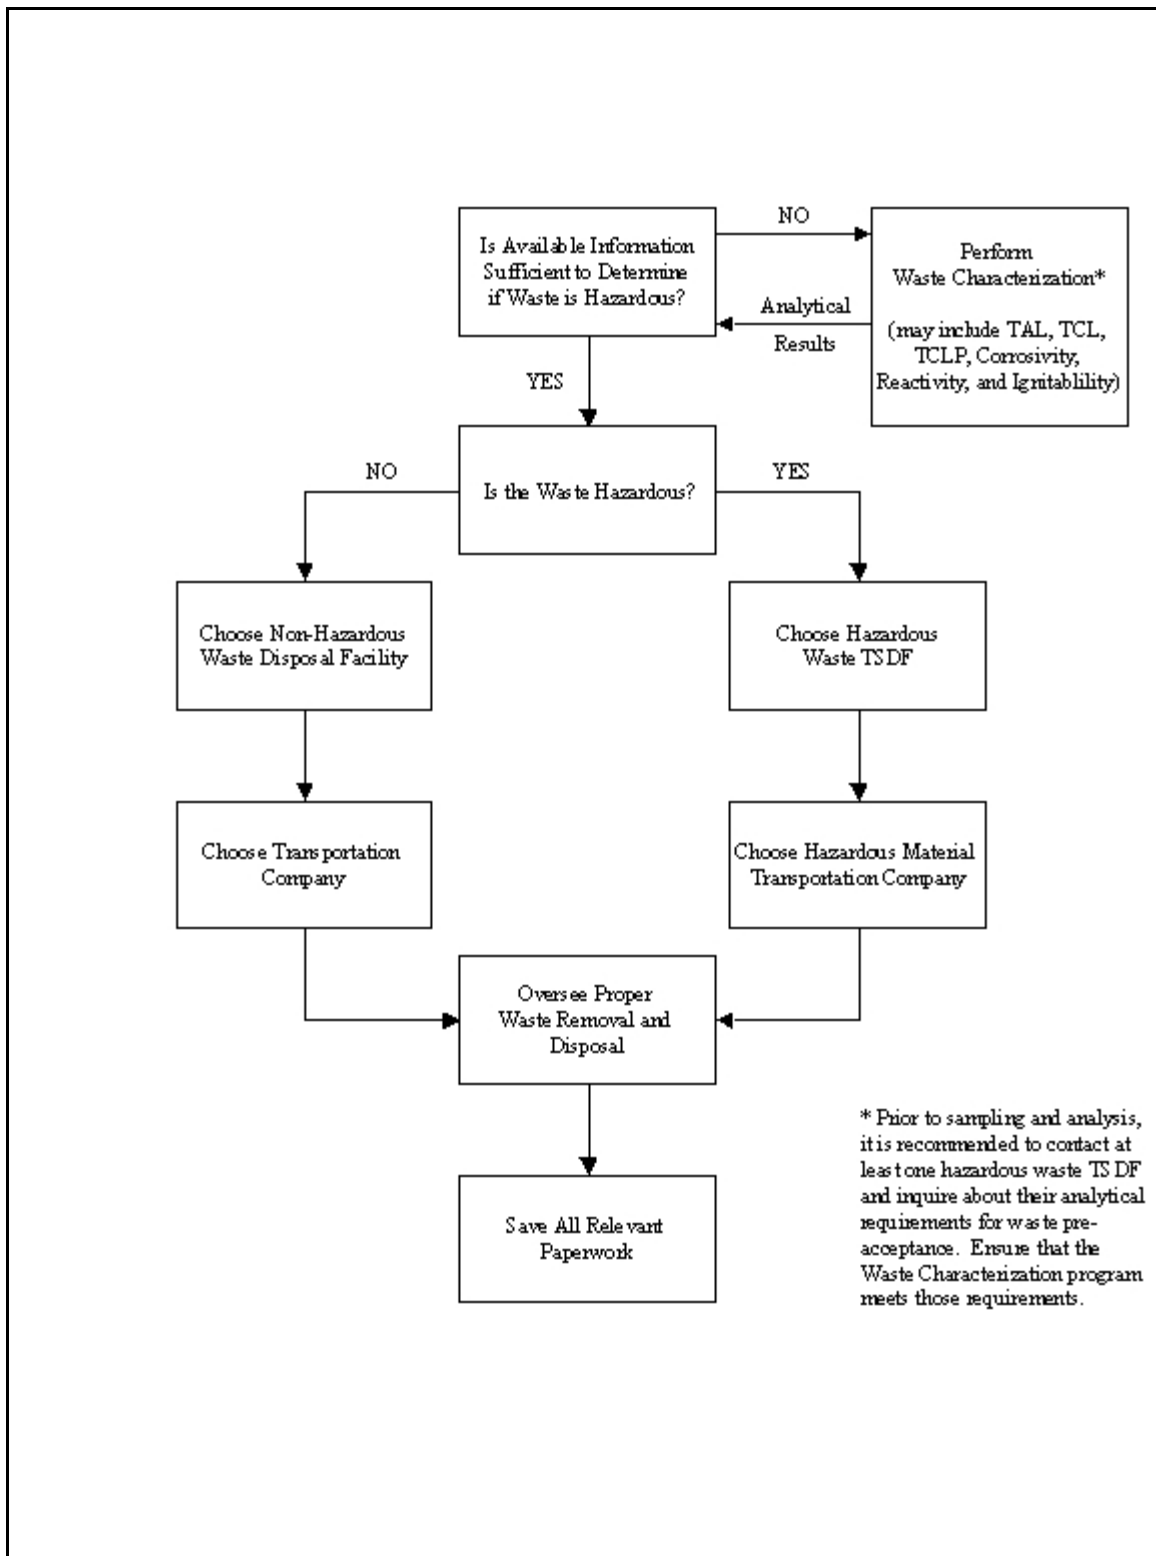 Is Available Information
Sufficient to Determine
if Waste is Hazardous?
NO
Perform
Waste Characterization*
(may include TAL, TCL,
TCLP, Corrosivity,
Reactivity, and Ignitablility)
Analytical
Results
YES
Is the Waste Hazardous?
NO
YES
Choose Non-Hazardous
Waste Disposal Facility
Choose Hazardous
Waste TSDF
Choose Transportation
Company
Choose Hazardous Material
Transportation Company
Oversee Proper
Waste Removal and
Disposal
Save All Relevant
Paperwork
* Prior to sampling and analysis,
it is recommended to contact at
least one hazardous waste TSDF
and inquire about their analytical
requirements for waste pre-
acceptance. Ensure that the
Waste Characterization program
meets those requirements.